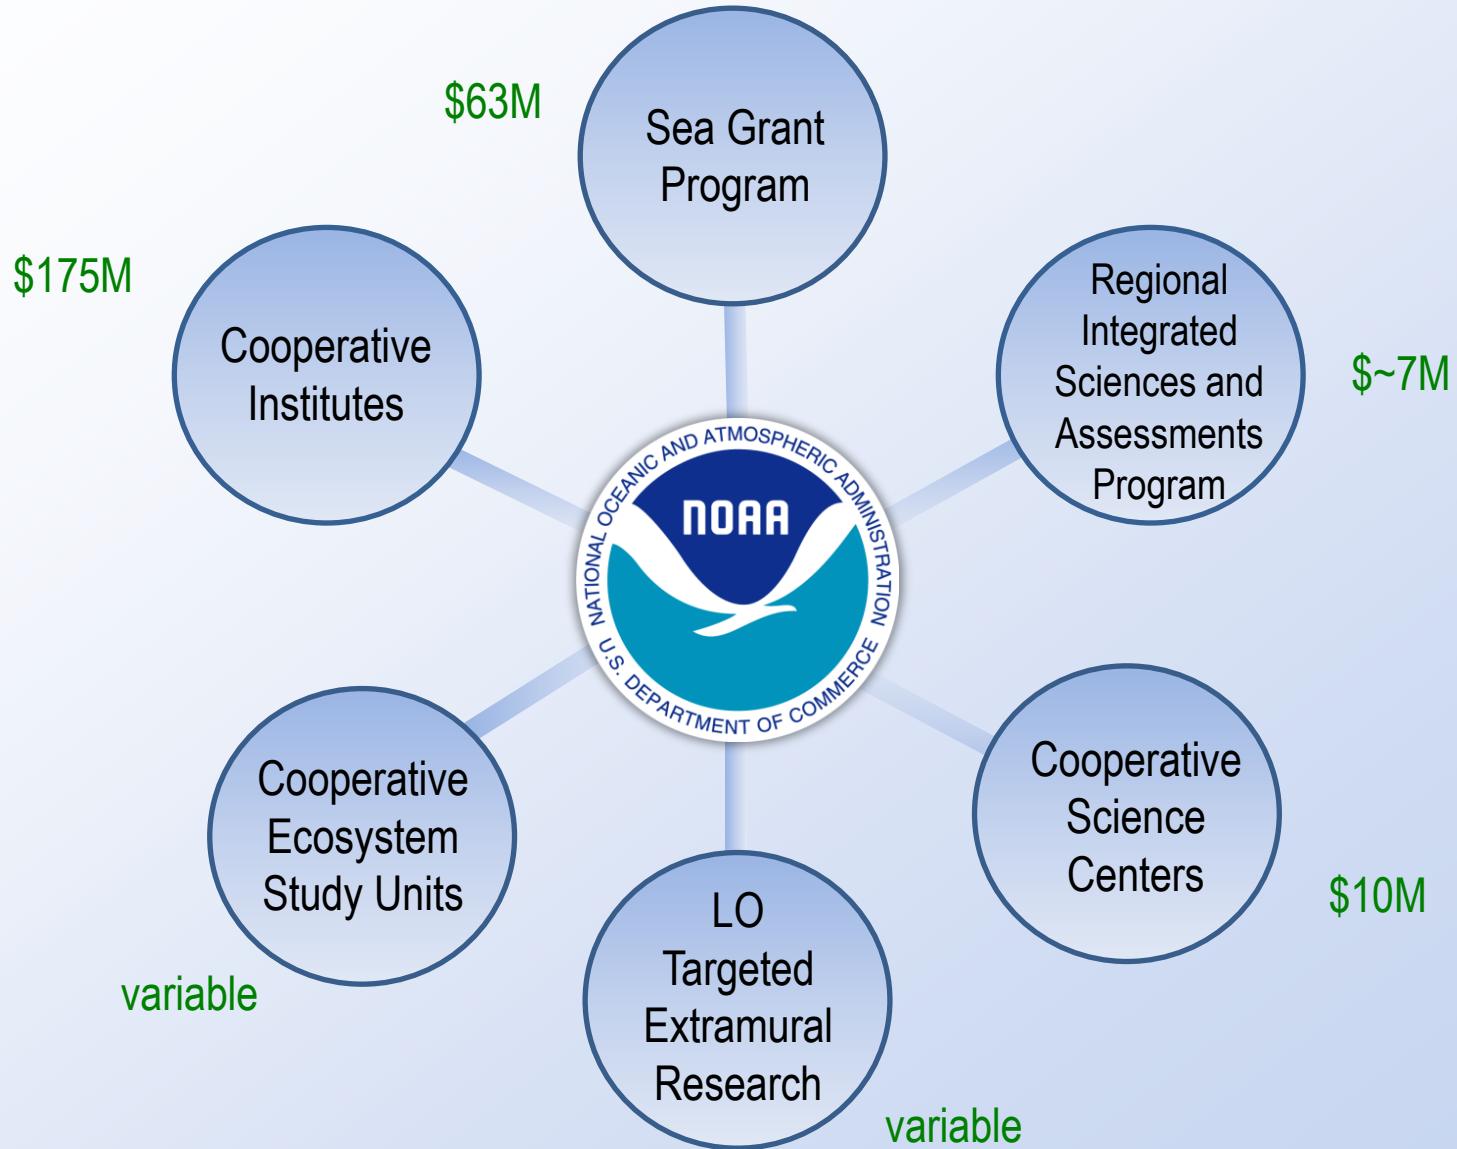 $63M
Sea Grant
Program
$175M
Cooperative
Institutes
Regional
Integrated
Sciences and
Assessments
Program
$~7M
NATIONAL OCEANIC AND ATMOSPHERIC ADMINISTRATION
NOAA
U.S. DEPARTMENT OF COMMERCE
Cooperative
Ecosystem
Study Units
variable
Cooperative
Science
Centers
$10M
LO
Targeted
Extramural
Research
variable